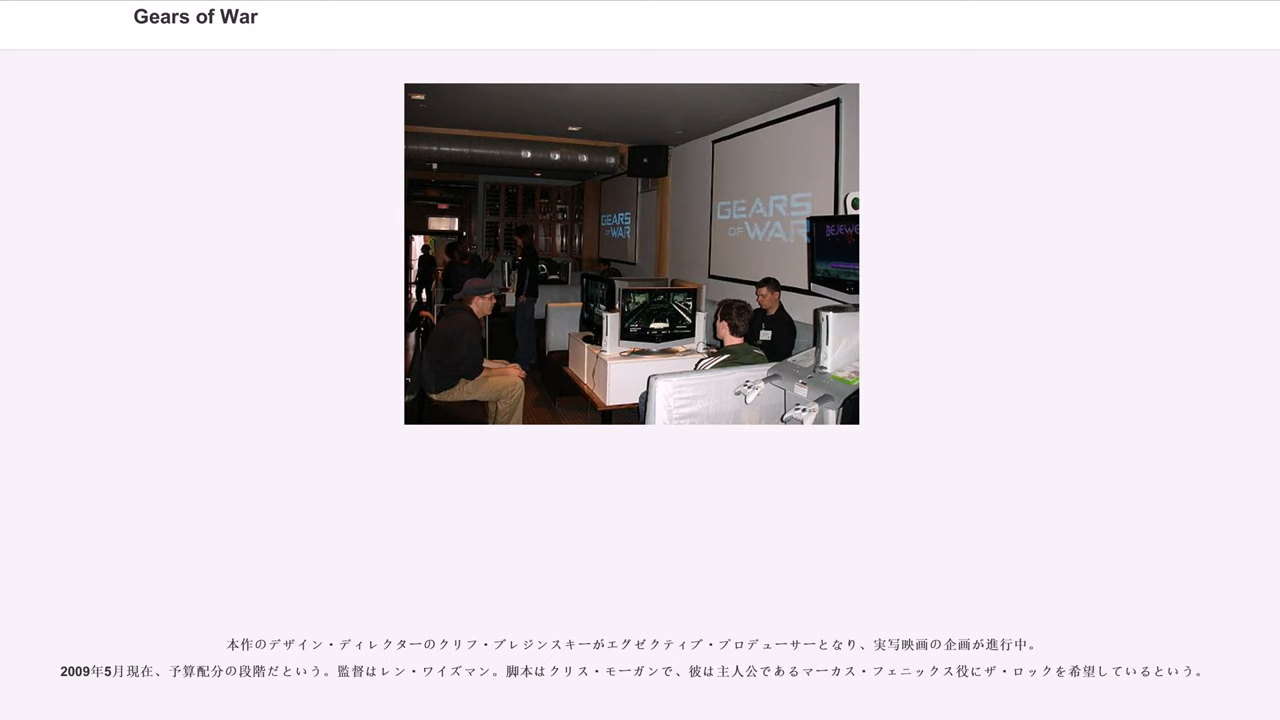 Gears of War
GEARS
OF WAR
GEARS
OF WAR
BEJEWE
本作のデザイン・ディレクターのクリフ・ブレジンスキーがエグゼクティブ・プロデューサーとなり、実写映画の企画が進行中。
2009年5月現在、予算配分の段階だという。監督はレン・ワイズマン。脚本はクリス・モーガンで、彼は主人公であるマーカス・フェニックス役にザ・ロックを希望しているという。